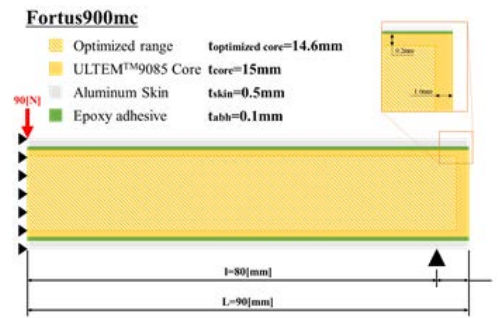 Fortus900mc
Optimized range toptimized core=14.6mm
ULTEM™9085 Core tcore=15mm
Aluminum Skin tskin=0.5mm
Epoxy adhesive tabh=0.1mm
0.2mm
1.0mm
90[N]
l=80[mm]
L=90[mm]